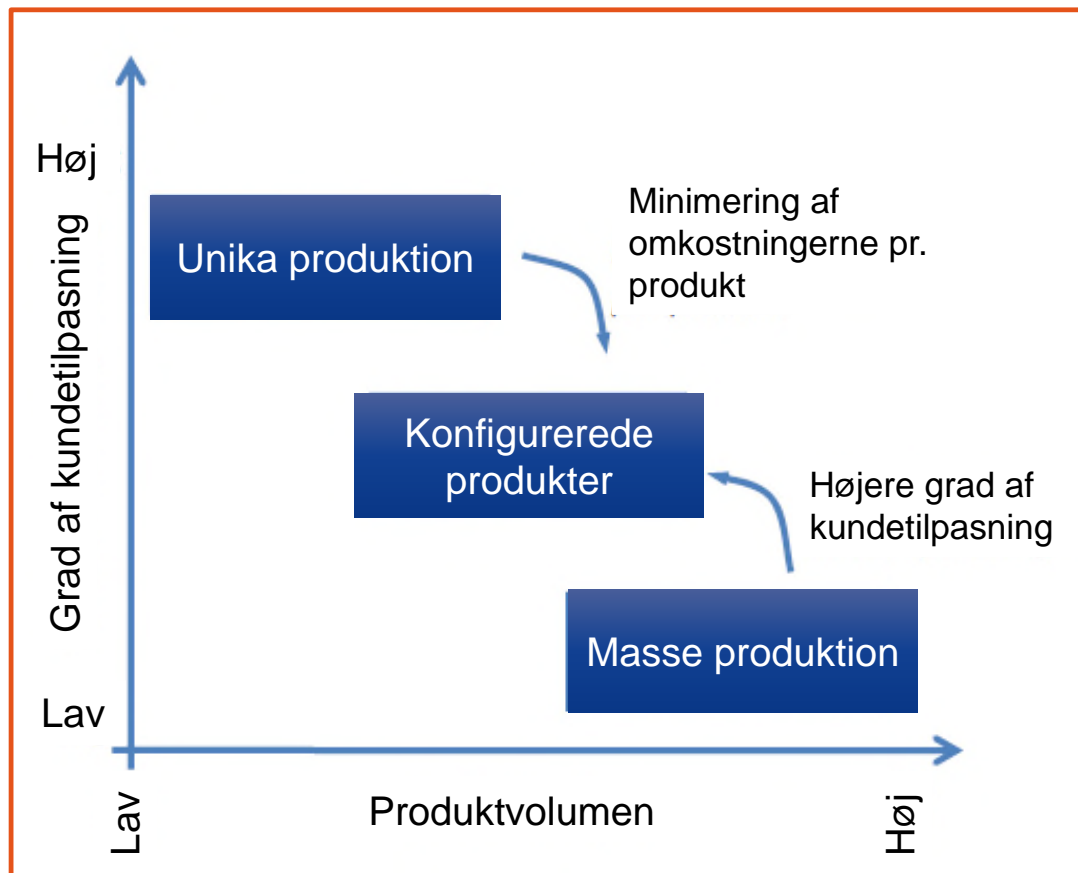 Høj
Grad af kundetilpasning
Lav
Unika produktion
Minimering af
omkostningerne pr.
produkt
Konfigurerede
produkter
Højere grad af
kundetilpasning
Masse produktion
Lav
Produktvolumen
Høj